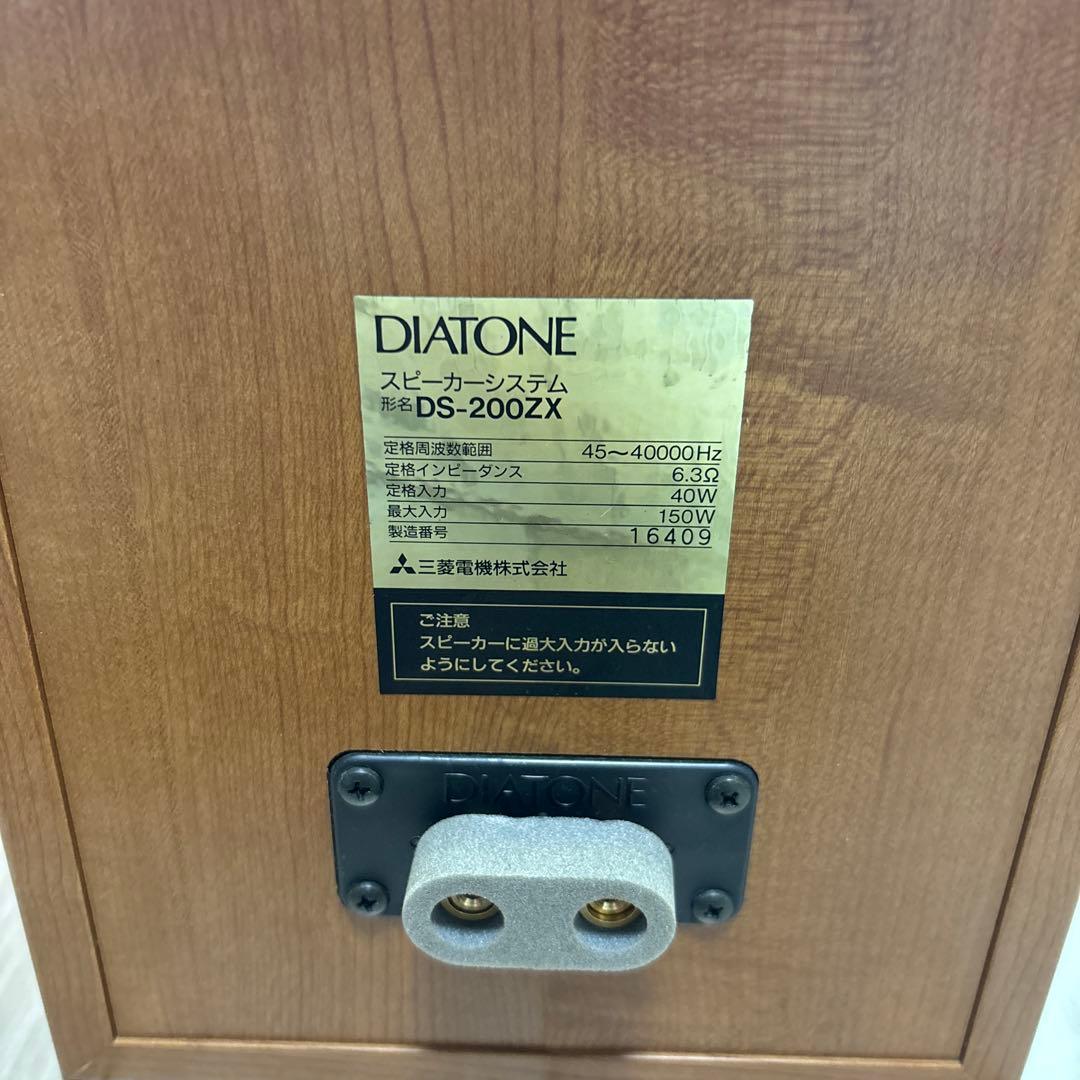 DIATONE
スピーカーシステム
形名 DS-200ZX
定格周波数範囲 45〜40000Hz
定格インピーダンス 6.3Ω
定格入力 40W
最大入力 150W
製造番号 16409
三菱電機株式会社
ご注意
スピーカーに過大入力が入らない
ようにしてください。
DIATONE